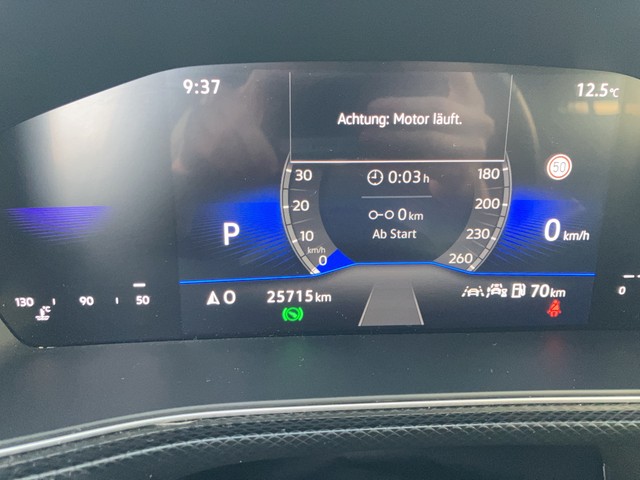 9:37
12.5°C
Achtung: Motor läuft.
50
30
0:03 h
180
20
0 km
200
P
Ab Start
0 km/h
10
230
km/h
0
260
130 90 50
°C
O
25715 km
70 km
0